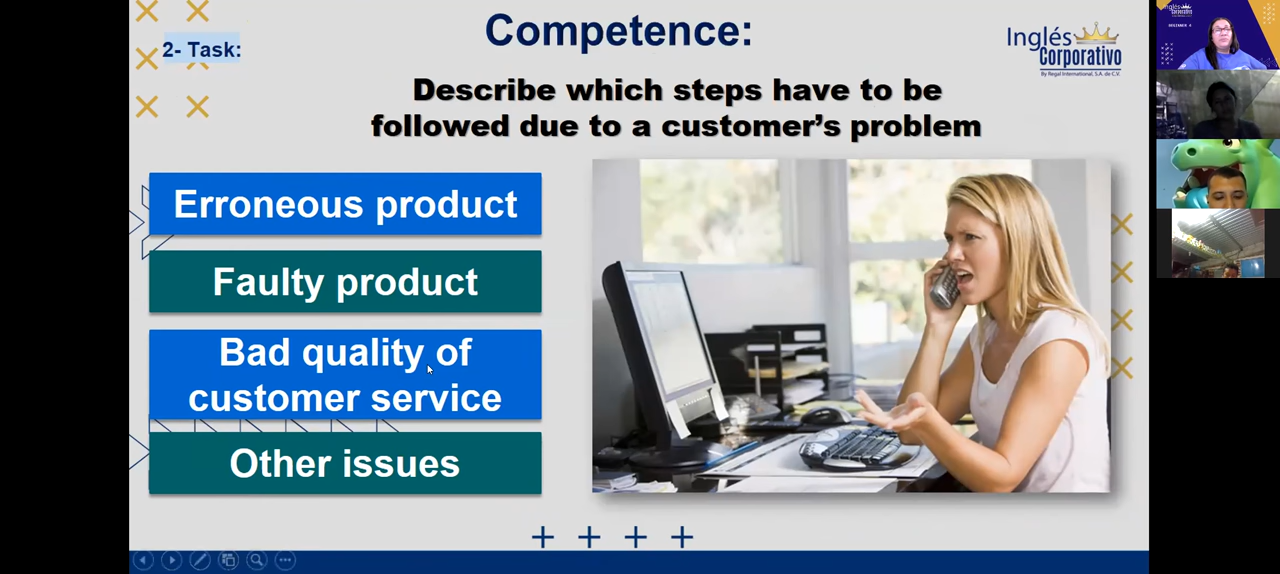 2- Task:
Competence:
Inglés
Corporativo
By Regal International, S.A. de C.V.
Describe which steps have to be
followed due to a customer's problem
Erroneous product
Faulty product
Bad quality of
customer service
Other issues